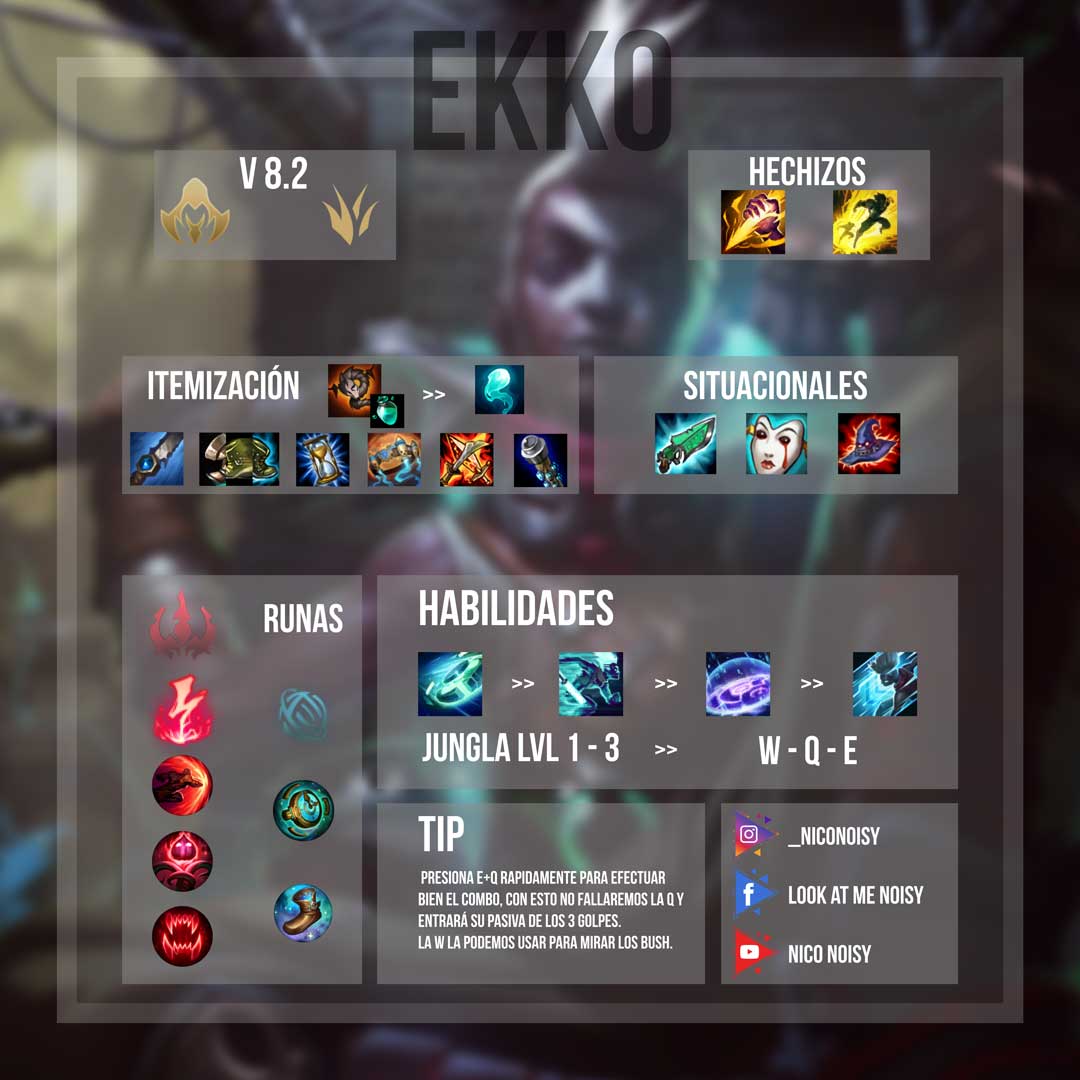 EKKO
V 8.2
HECHIZOS
ITEMIZACIÓN
>>
SITUACIONALES
RUNAS
HABILIDADES
>> >> >>
JUNGLA LVL 1 - 3 >> W - Q - E
TIP
PRESIONA E+Q RAPIDAMENTE PARA EFECTUAR
BIEN EL COMBO, CON ESTO NO FALLAREMOS LA Q Y
ENTRARÁ SU PASIVA DE LOS 3 GOLPES.
LA W LA PODEMOS USAR PARA MIRAR LOS BUSH.
_NICONOISY
LOOK AT ME NOISY
NICO NOISY